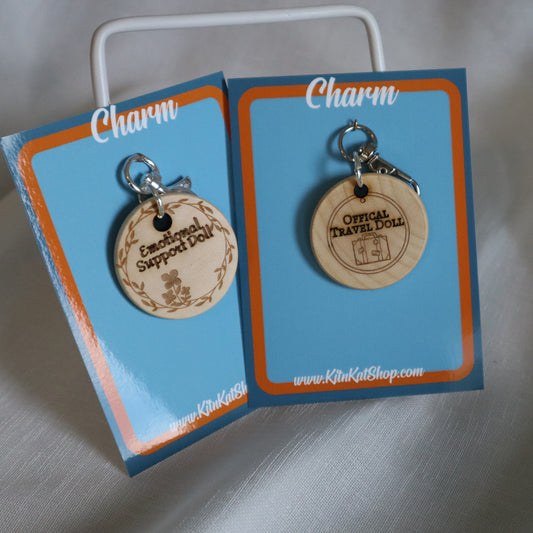 Charm
Emotional
Support Doll
www.KitnKatShop.com
Charm
OFFICAL
TRAVEL DOLL
www.KitnKatShop.com